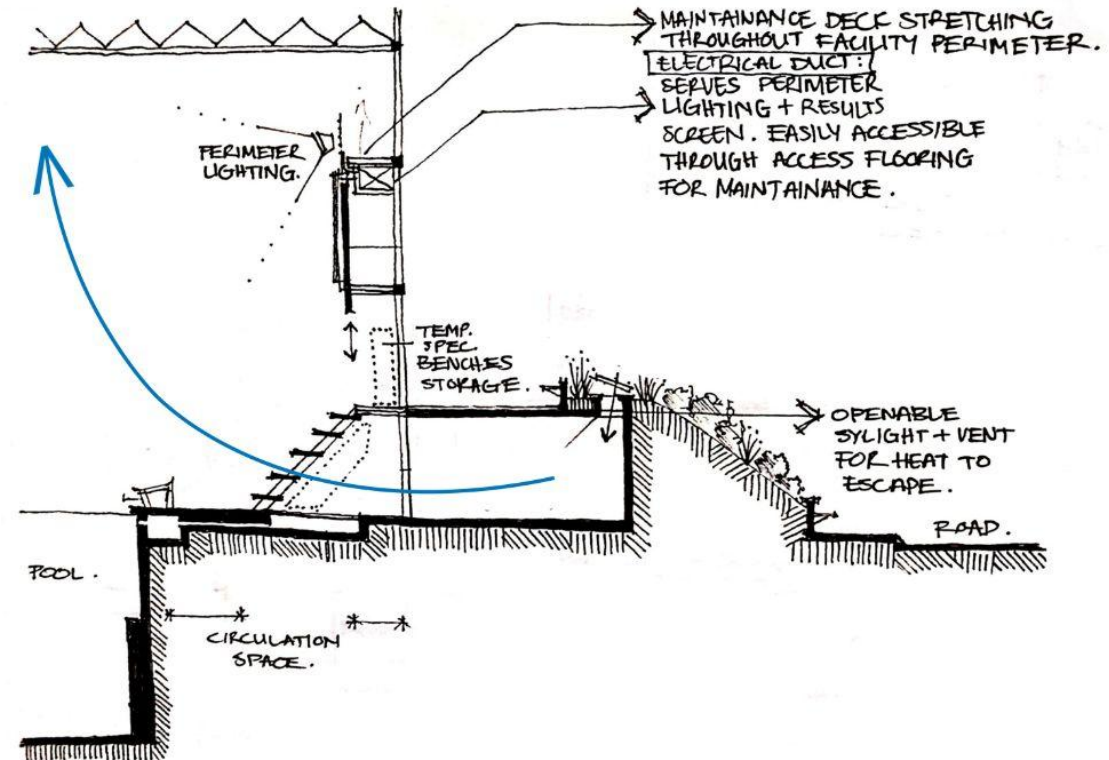 MAINTAINANCE DECK STRETCHING
THROUGHOUT FACILITY PERIMETER.
ELECTRICAL DUCT:
SERVES PERIMETER
LIGHTING + RESULTS
SCREEN. EASILY ACCESSIBLE
THROUGH ACCESS FLOORING
FOR MAINTAINANCE.
PERIMETER
LIGHTING.
TEMP.
SPEC.
BENCHES
STORAGE.
OPENABLE
SYLIGHT + VENT
FOR HEAT TO
ESCAPE.
ROAD.
POOL.
CIRCULATION
SPACE.